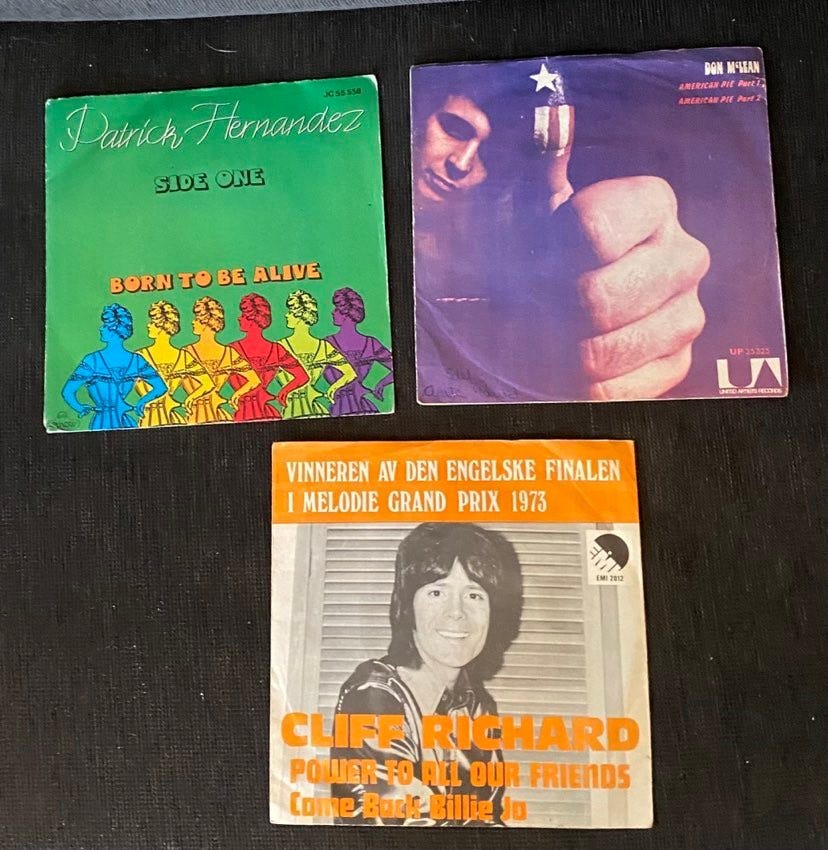 JC 55 558
Patrick Hernandez
SIDE ONE
BORN TO BE ALIVE
DON McLEAN
AMERICAN PIE Part 1
AMERICAN PIE Part 2
UP 35325
UA
UNITED ARTISTS RECORDS
VINNEREN AV DEN ENGELSKE FINALEN
I MELODIE GRAND PRIX 1973
EMI
EMI 2012
CLIFF RICHARD
POWER TO ALL OUR FRIENDS
Come Back Billie Jo